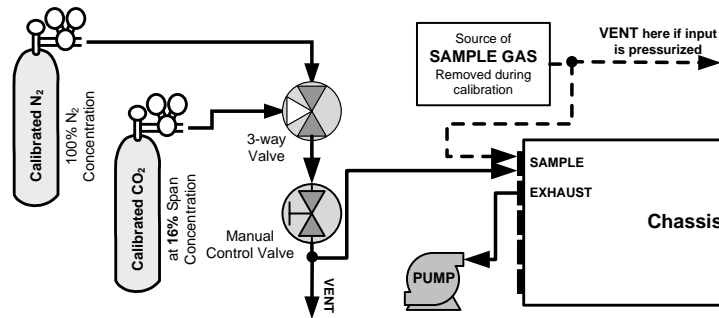 Calibrated N2
100% N2
Concentration
Calibrated CO2
at 16% Span
Concentration
3-way
Valve
Manual
Control Valve
VENT
Source of
SAMPLE GAS
Removed during
calibration
VENT here if input
is pressurized
SAMPLE
EXHAUST
Chassis
PUMP